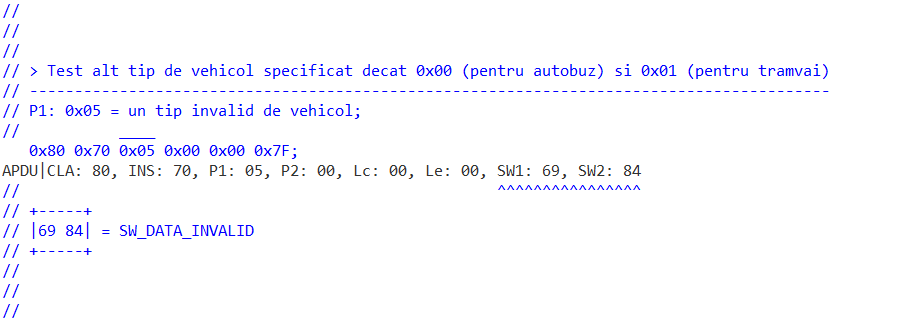 //
//
//
// > Test alt tip de vehicol specificat decat 0x00 (pentru autobuz) si 0x01 (pentru tramvai)
// -----------------------------------------------------------------------------------------
// P1: 0x05 = un tip invalid de vehicol;
//           ____
   0x80 0x70 0x05 0x00 0x00 0x7F;
APDU|CLA: 80, INS: 70, P1: 05, P2: 00, Lc: 00, Le: 00, SW1: 69, SW2: 84
//                                                     ^^^^^^^^^^^^^^^^
// +-----+
// |69 84| = SW_DATA_INVALID
// +-----+
//
//
//